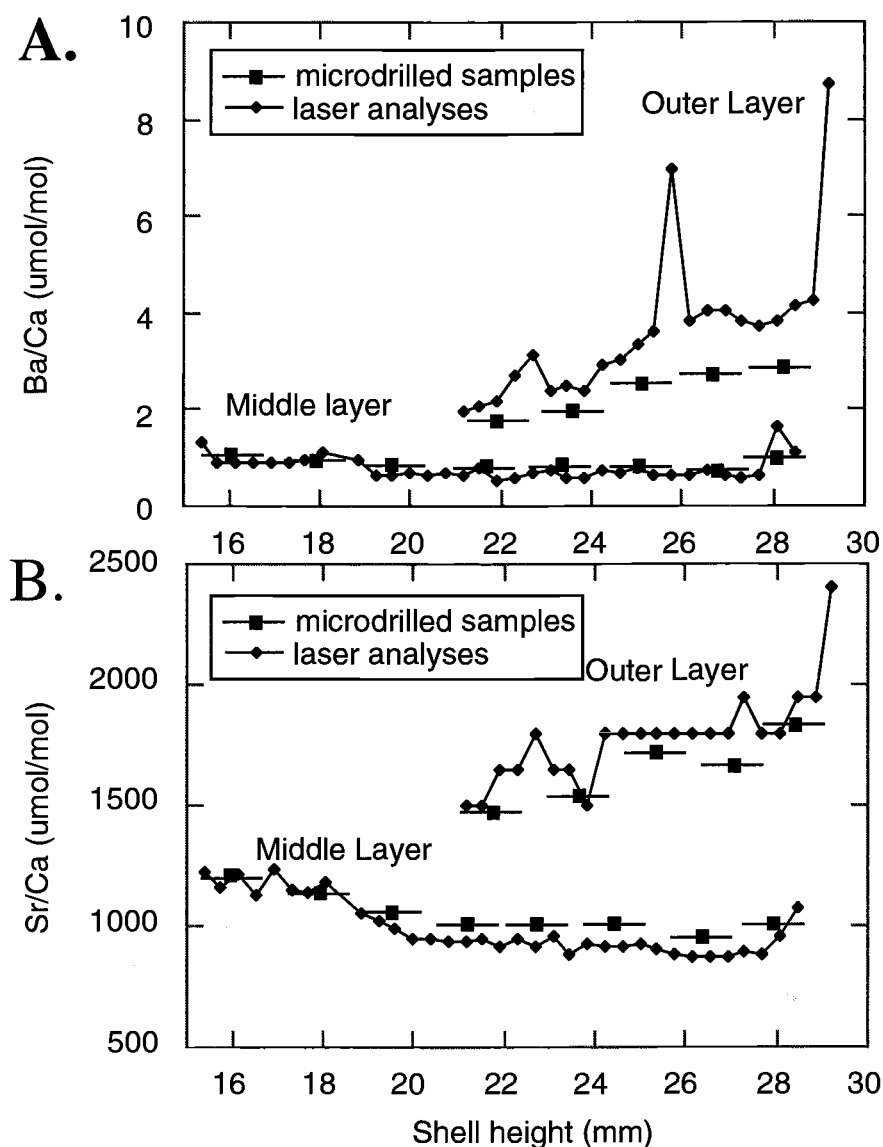 A.
10
8
6
4
2
0
Ba/Ca (umol/mol)
microdrilled samples
laser analyses
Outer Layer
Middle layer
16 18 20 22 24 26 28 30
B.
2500
2000
1500
1000
500
Sr/Ca (umol/mol)
microdrilled samples
laser analyses
Outer Layer
Middle Layer
16 18 20 22 24 26 28 30
Shell height (mm)